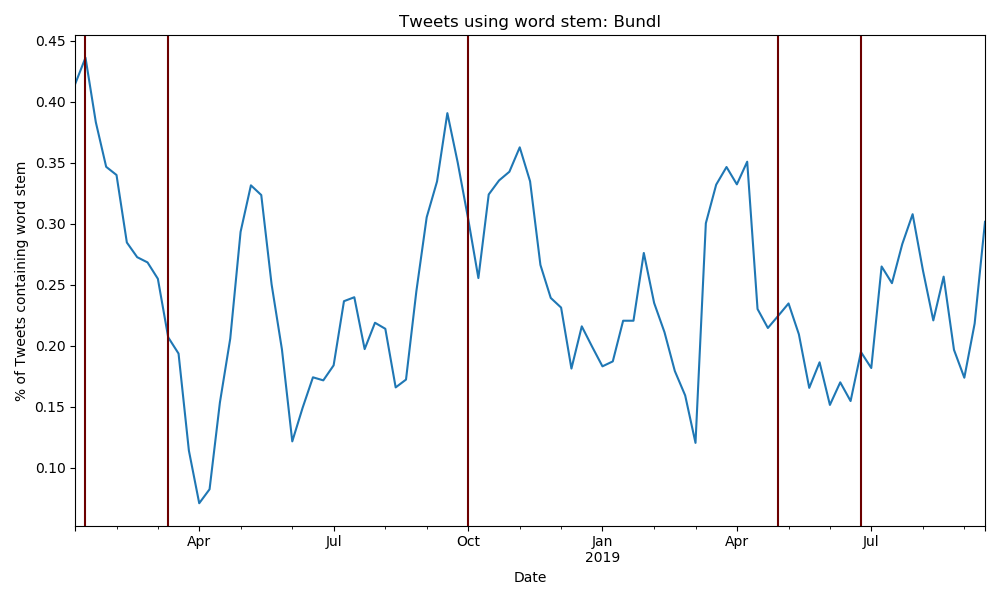 Tweets using word stem: Bundl
% of Tweets containing word stem
0.45
0.40
0.35
0.30
0.25
0.20
0.15
0.10
Apr
Jul
Oct
Jan
2019
Apr
Jul
Date